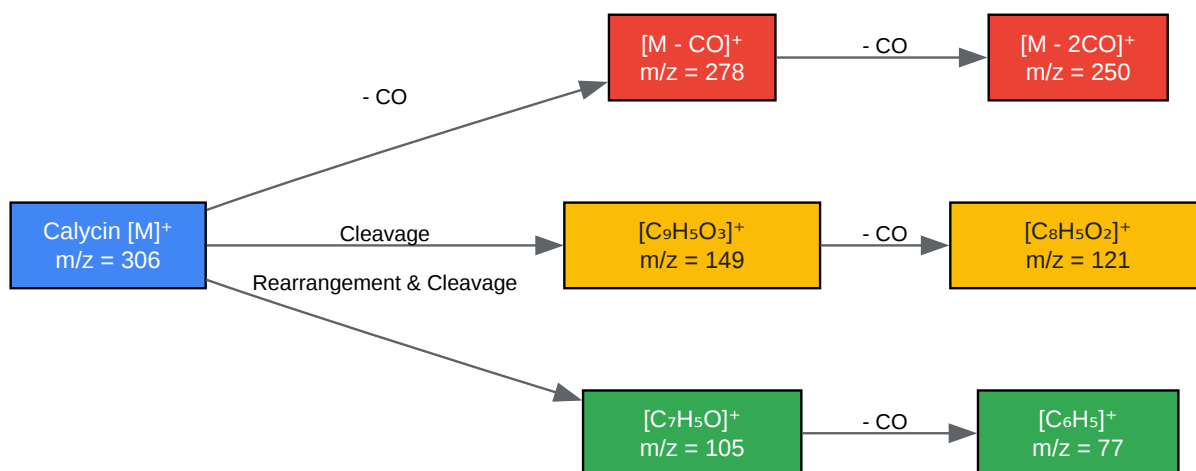 [M - CO]⁺
m/z = 278
- CO
[M - 2CO]⁺
m/z = 250
- CO
Calycin [M]⁺
m/z = 306
Cleavage
[C₉H₅O₃]⁺
m/z = 149
- CO
[C₈H₅O₂]⁺
m/z = 121
Rearrangement & Cleavage
[C₇H₅O]⁺
m/z = 105
- CO
[C₆H₅]⁺
m/z = 77